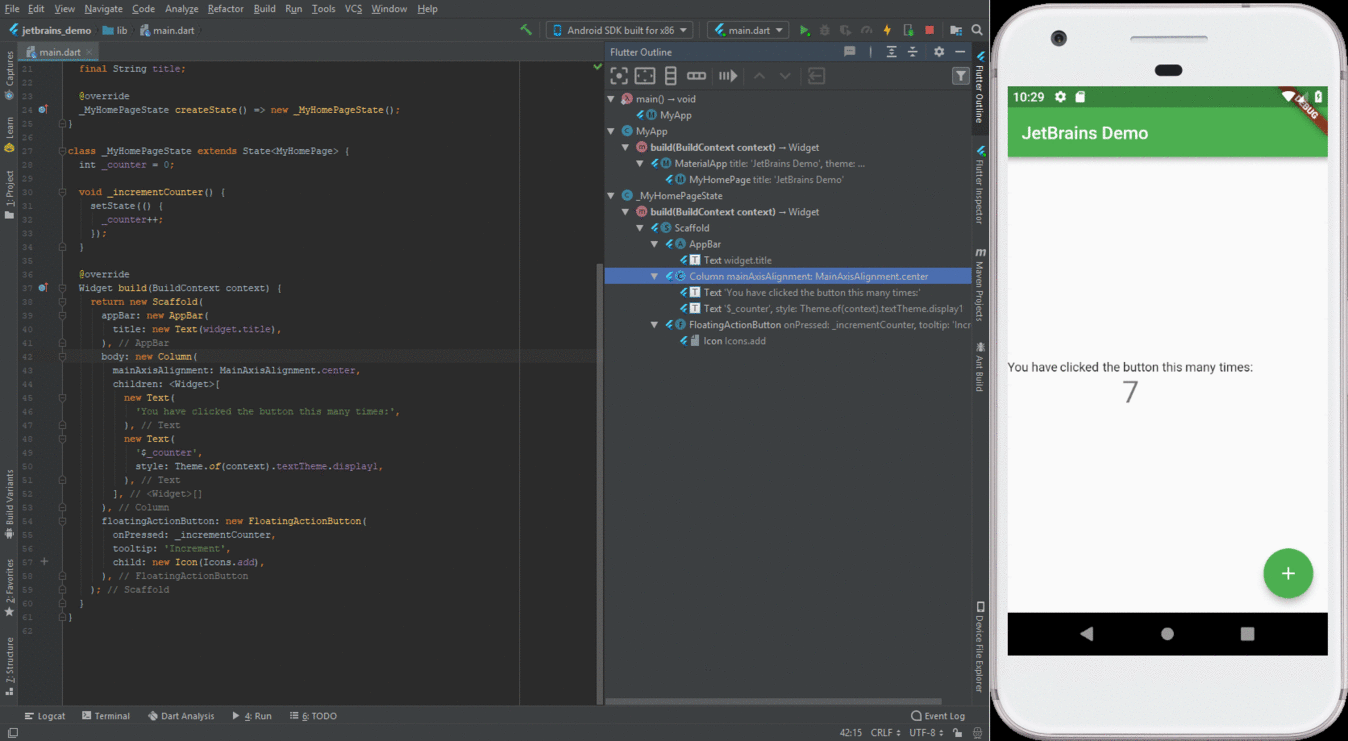 File Edit View Navigate Code Analyze Refactor Build Run Tools VCS Window Help
jetbrains_demo lib main.dart Android SDK built for x86 main.dart
main.dart
21 final String title;
22
23 @override
24 _MyHomePageState createState() => new _MyHomePageState();
25 }
26
27 class _MyHomePageState extends State<MyHomePage> {
28 int _counter = 0;
29
30 void _incrementCounter() {
31 setState(() {
32 _counter++;
33 });
34 }
35
36 @override
37 Widget build(BuildContext context) {
38 return new Scaffold(
39 appBar: new AppBar(
40 title: new Text(widget.title),
41 ), // AppBar
42 body: new Column(
43 mainAxisAlignment: MainAxisAlignment.center,
44 children: <Widget>[
45 new Text(
46 'You have clicked the button this many times:',
47 ), // Text
48 new Text(
49 '$_counter',
50 style: Theme.of(context).textTheme.display1,
51 ), // Text
52 ], // <Widget>[]
53 ), // Column
54 floatingActionButton: new FloatingActionButton(
55 onPressed: _incrementCounter,
56 tooltip: 'Increment',
57 child: new Icon(Icons.add),
58 ), // FloatingActionButton
59 ); // Scaffold
60 }
61 }
62
Captures
Learn
1: Project
Build Variants
2: Favorites
7: Structure
Flutter Outline
main() → void
MyApp
MyApp
build(BuildContext context) → Widget
MaterialApp title: 'JetBrains Demo', theme: ...
MyHomePage title: 'JetBrains Demo'
_MyHomePageState
build(BuildContext context) → Widget
Scaffold
AppBar
Text widget.title
Column mainAxisAlignment: MainAxisAlignment.center
Text 'You have clicked the button this many times:'
Text '$_counter', style: Theme.of(context).textTheme.display1
FloatingActionButton onPressed: _incrementCounter, tooltip: 'Incr
Icon Icons.add
Flutter Outline
Flutter Inspector
Maven Projects
Ant Build
Device File Explorer
Logcat Terminal Dart Analysis 4: Run 6: TODO Event Log
42:15 CRLF UTF-8
10:29
DEBUG
JetBrains Demo
You have clicked the button this many times:
7